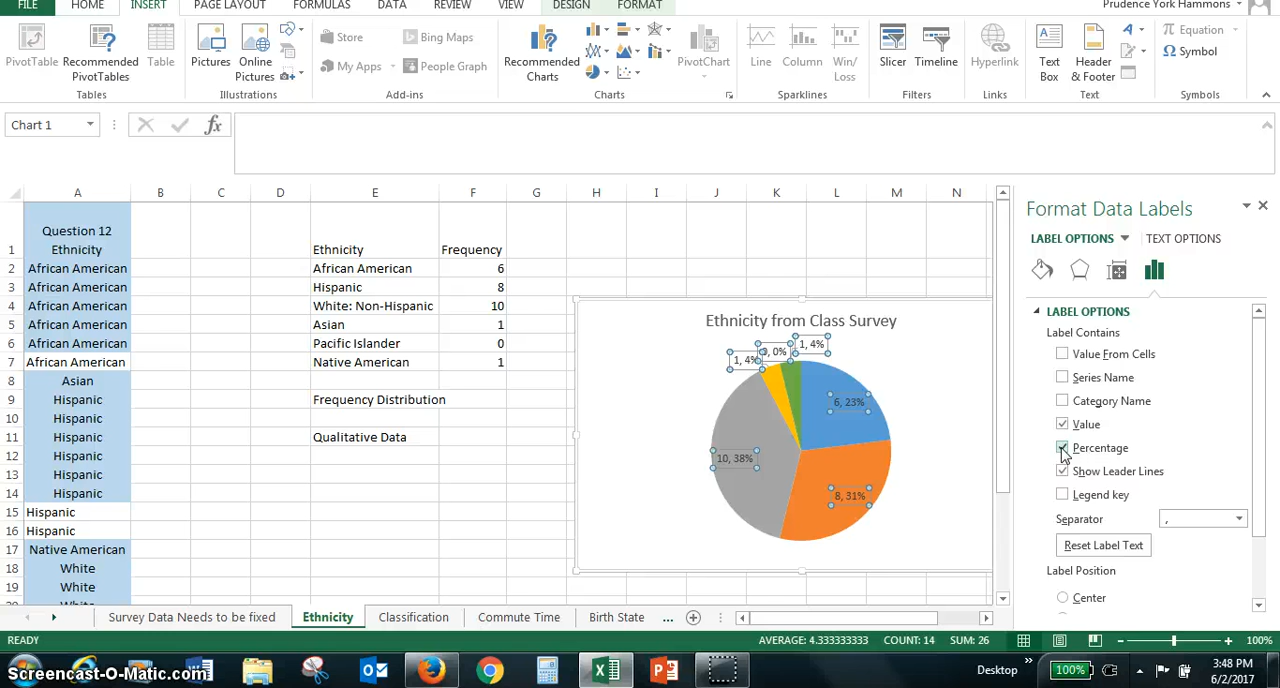 FILE HOME INSERT PAGE LAYOUT FORMULAS DATA REVIEW VIEW DESIGN FORMAT Prudence York Hammons
PivotTable Recommended PivotTables Table Pictures Online Pictures Store My Apps Bing Maps People Graph Recommended Charts PivotChart Line Column Win/ Loss Slicer Timeline Hyperlink Text Box Header & Footer Equation Symbol
Tables Illustrations Add-ins Charts Sparklines Filters Links Text Symbols
Chart 1 fx
A B C D E F G H I J K L M N
1 Question 12 Ethnicity Ethnicity Frequency
2 African American African American 6
3 African American Hispanic 8
4 African American White: Non-Hispanic 10
5 African American Asian 1
6 African American Pacific Islander 0
7 African American Native American 1
8 Asian
9 Hispanic Frequency Distribution
10 Hispanic
11 Hispanic Qualitative Data
12 Hispanic
13 Hispanic
14 Hispanic
15 Hispanic
16 Hispanic
17 Native American
18 White
19 White
Ethnicity from Class Survey
1, 4%
0%
1, 4%
6, 23%
10, 38%
8, 31%
Format Data Labels
LABEL OPTIONS TEXT OPTIONS
LABEL OPTIONS
Label Contains
Value From Cells
Series Name
Category Name
Value
Percentage
Show Leader Lines
Legend key
Separator ,
Reset Label Text
Label Position
Center
Survey Data Needs to be fixed Ethnicity Classification Commute Time Birth State ...
READY AVERAGE: 4.333333333 COUNT: 14 SUM: 26 100%
Screencast-O-Matic.com Desktop 100% 3:48 PM
6/2/2017